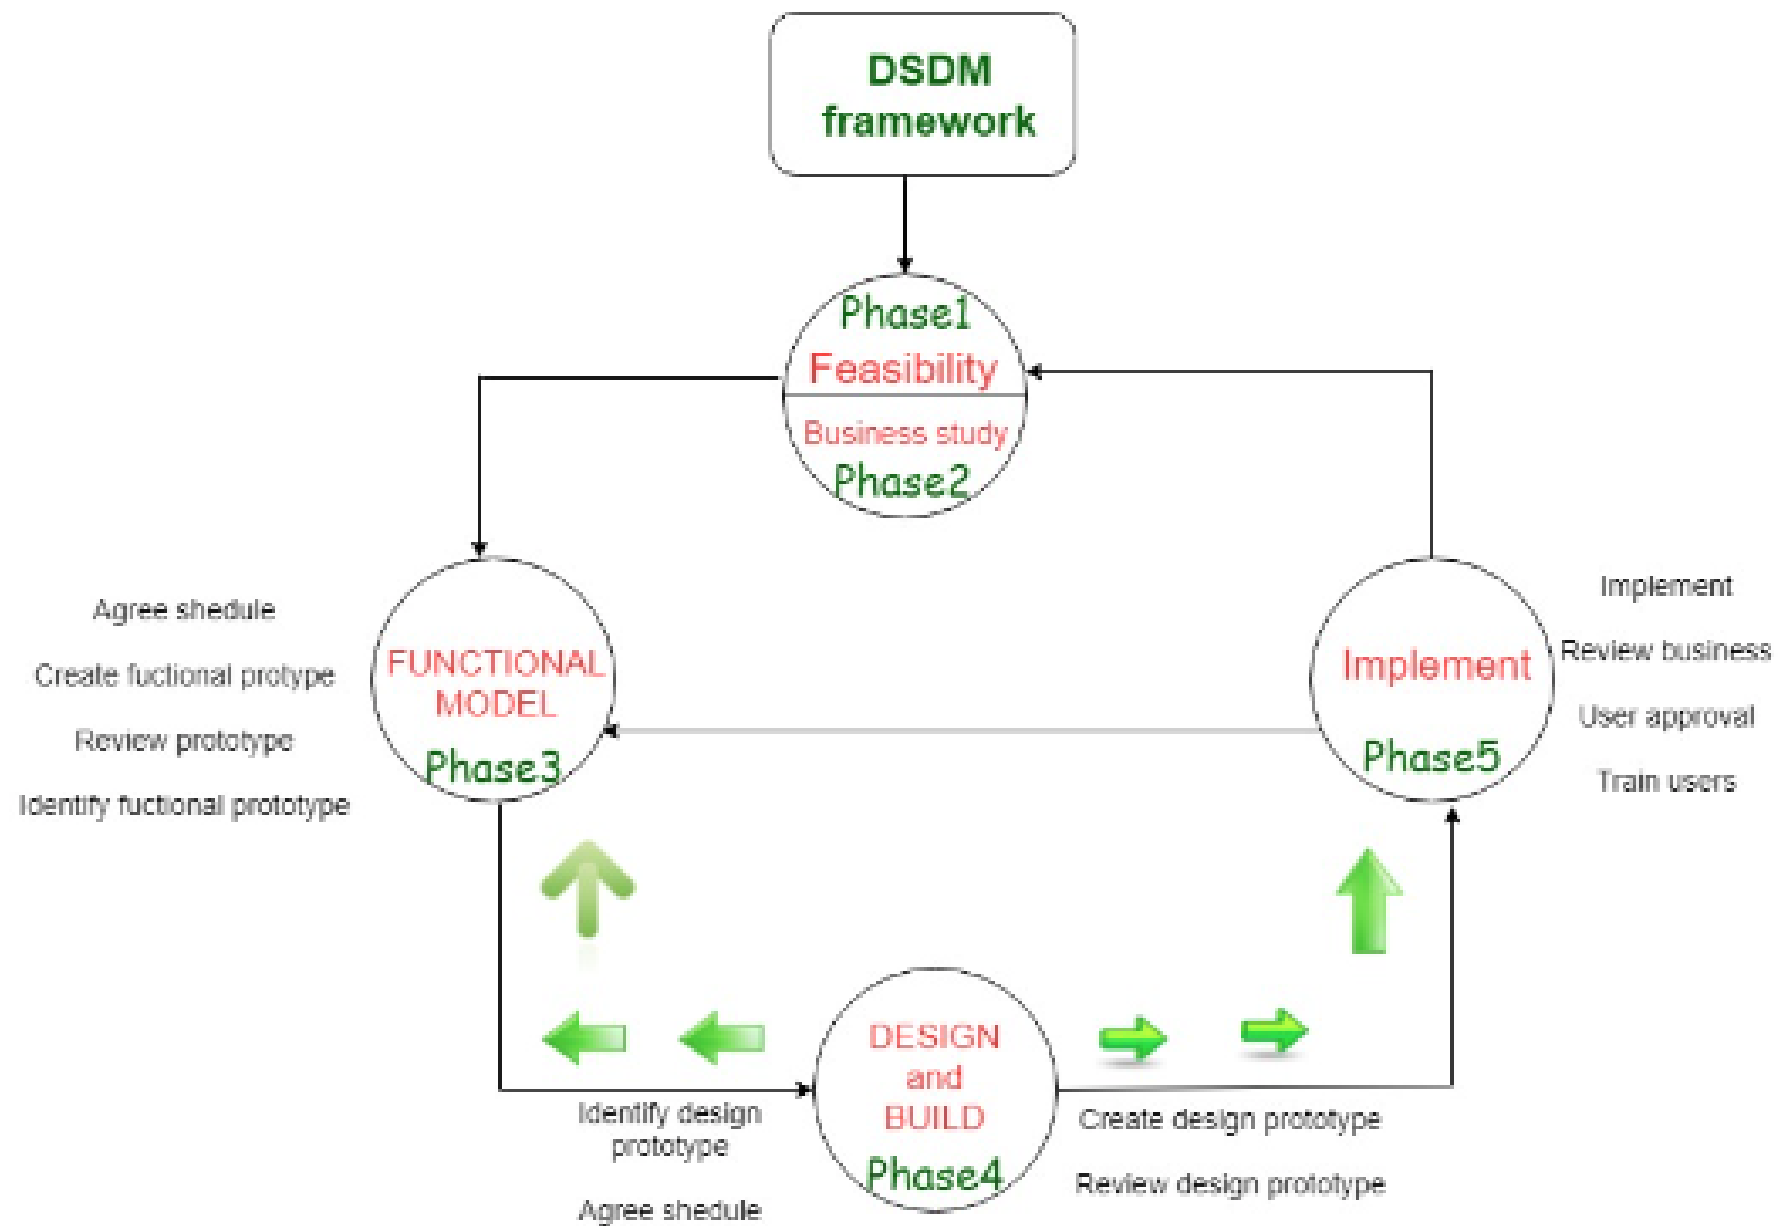 DSDM
framework
Phase1
Feasibility
Business study
Phase2
Agree shedule
Create fuctional protype
Review prototype
Identify fuctional prototype
FUNCTIONAL
MODEL
Phase3
Implement
Phase5
Implement
Review business
User approval
Train users
DESIGN
and
BUILD
Phase4
Identify design
prototype
Agree shedule
Create design prototype
Review design prototype